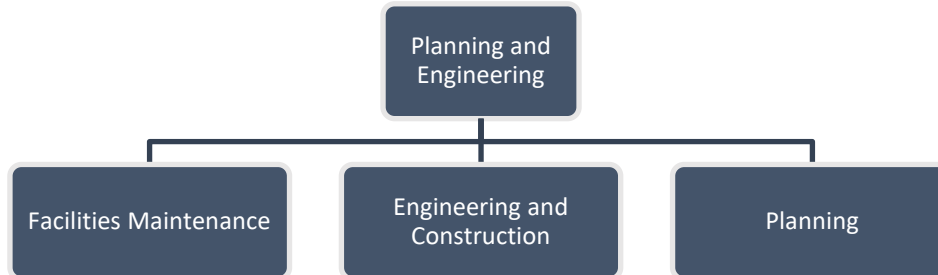 Planning and
Engineering
Facilities Maintenance
Engineering and
Construction
Planning